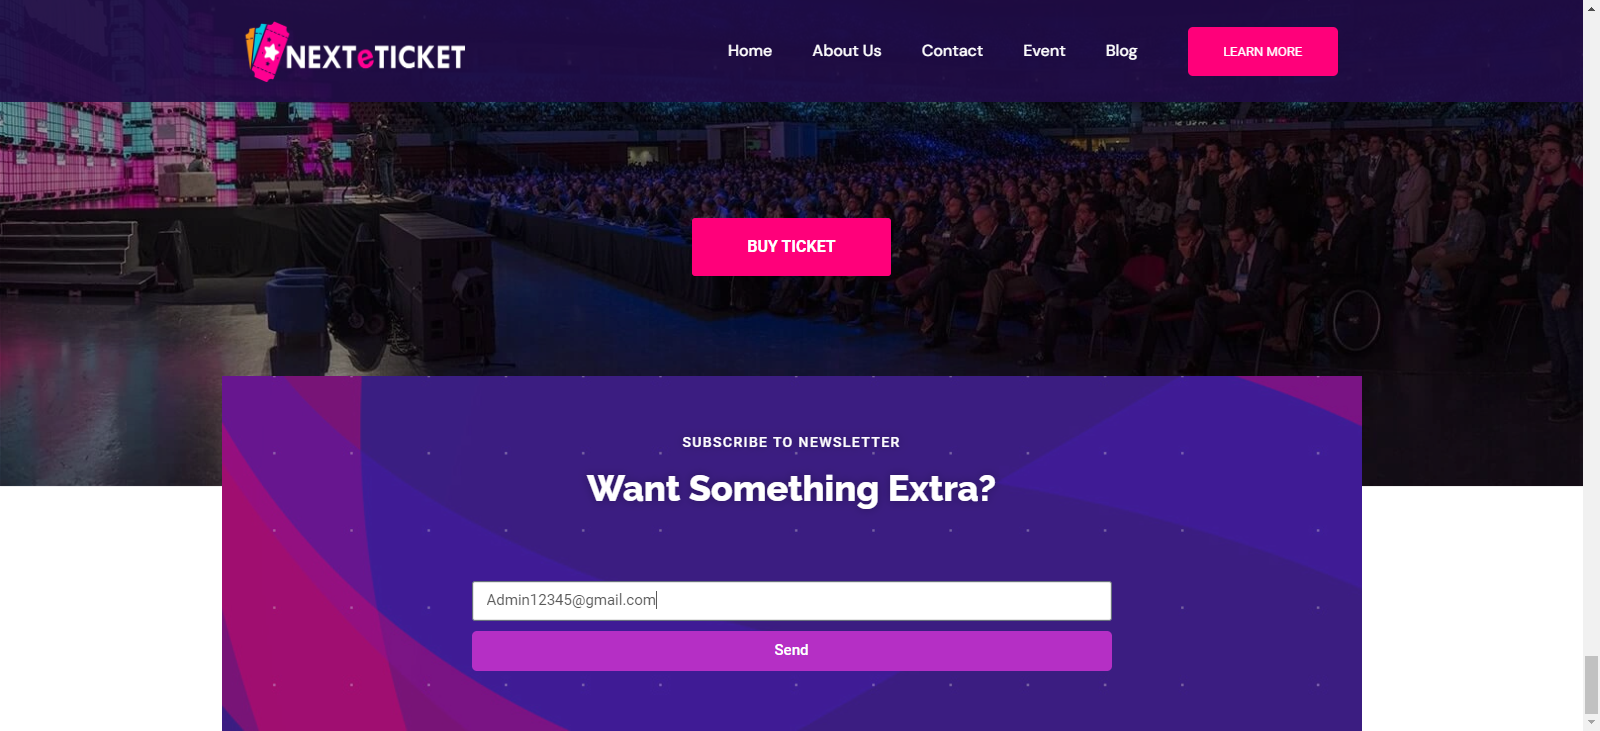 NEXTeTICKET
Home About Us Contact Event Blog LEARN MORE
BUY TICKET
SUBSCRIBE TO NEWSLETTER
Want Something Extra?
Admin12345@gmail.com
Send